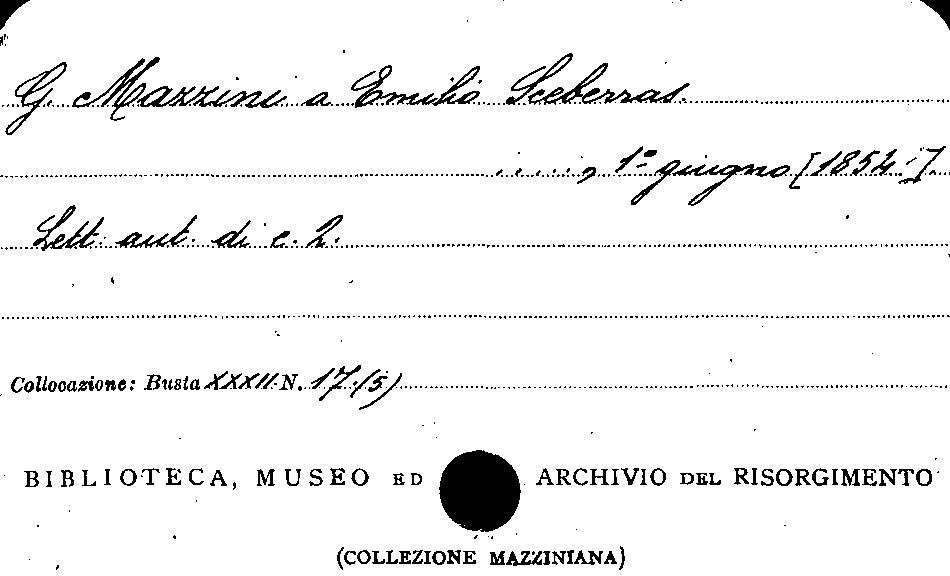 G. Mazzini a Emilio Sceberras.
....., 1º giugno [1854].
Lett. aut. di c. 2.
Collocazione: Busta XXXII N. 17 (5)
BIBLIOTECA, MUSEO ED ARCHIVIO DEL RISORGIMENTO
(COLLEZIONE MAZZINIANA)